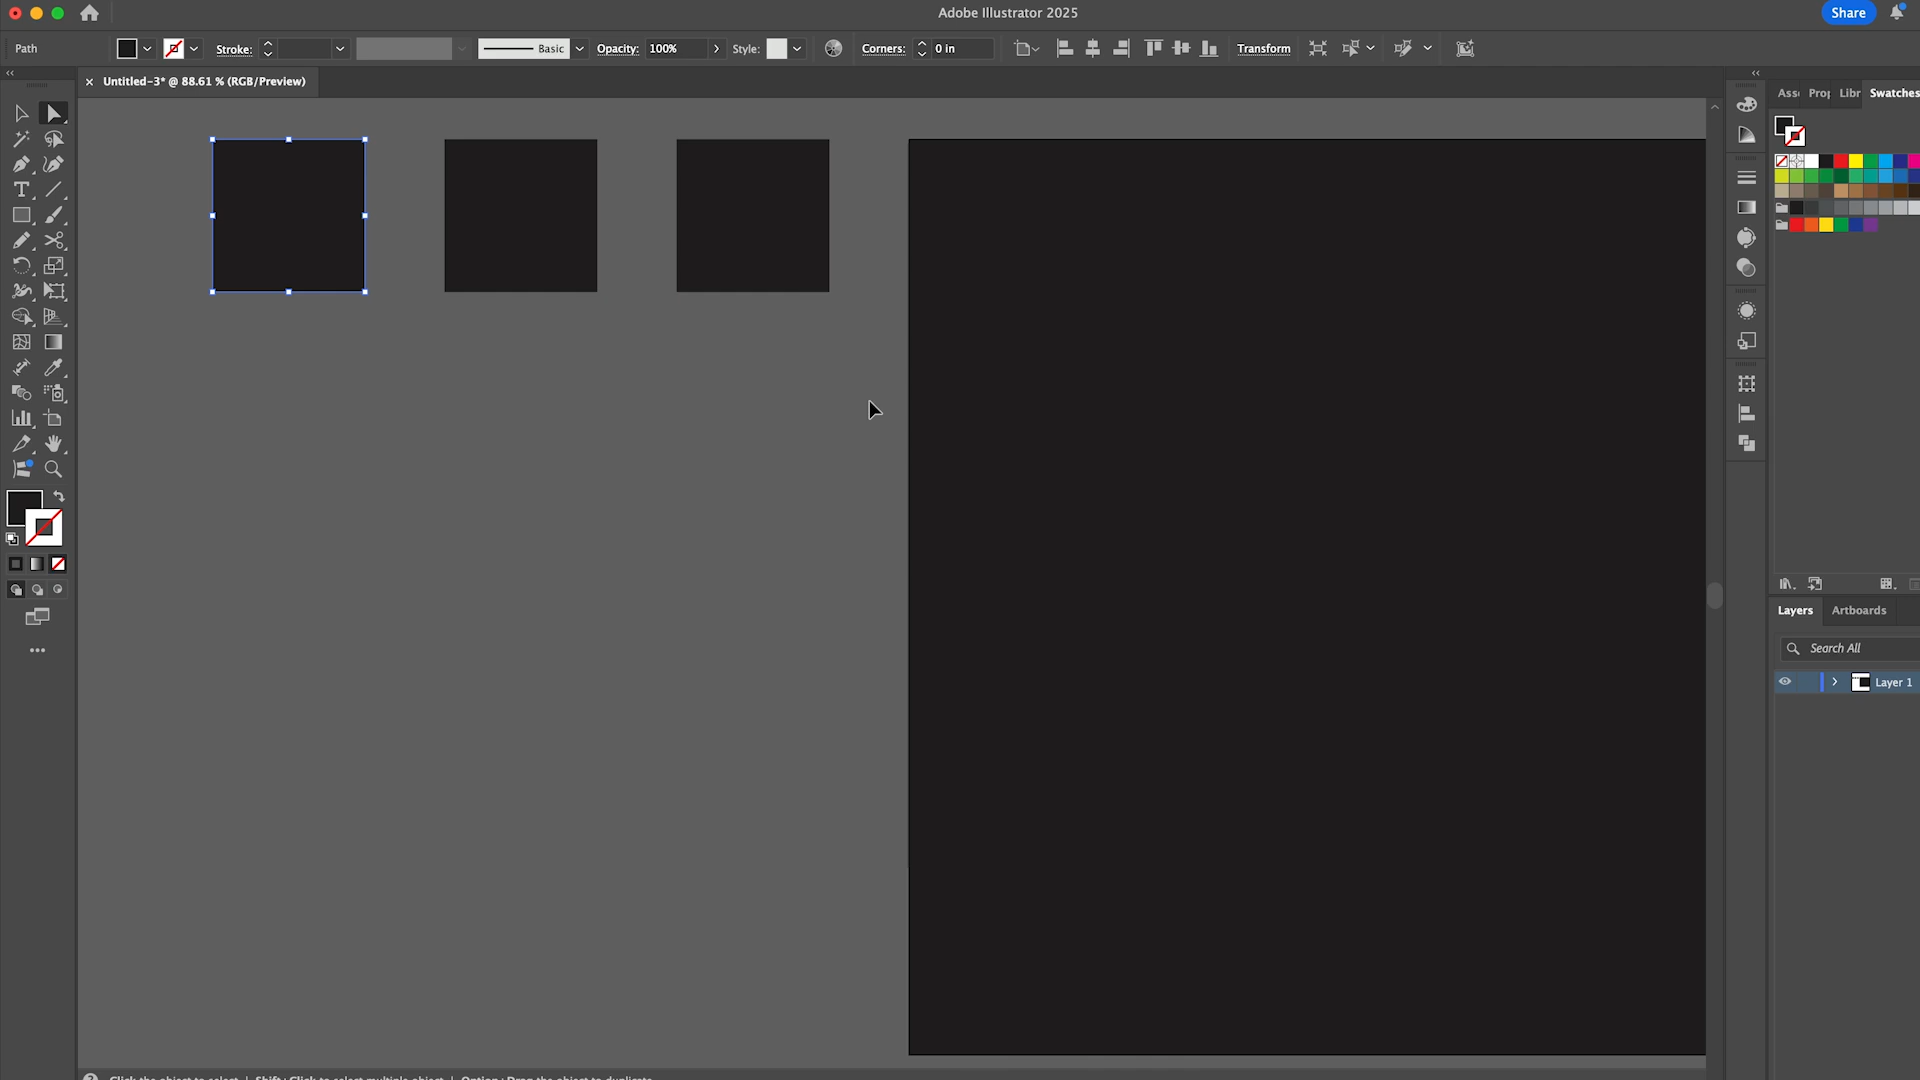 Adobe Illustrator 2025
Share
Path
Stroke:
Basic
Opacity: 100%
Style:
Corners: 0 in
Transform
Untitled-3* @ 88.61 % (RGB/Preview)
Ass Prop Libr Swatches
Layers Artboards
Search All
Layer 1
Click the object to select | Shift+Click to select multiple object | Option+Drag the object to duplicate